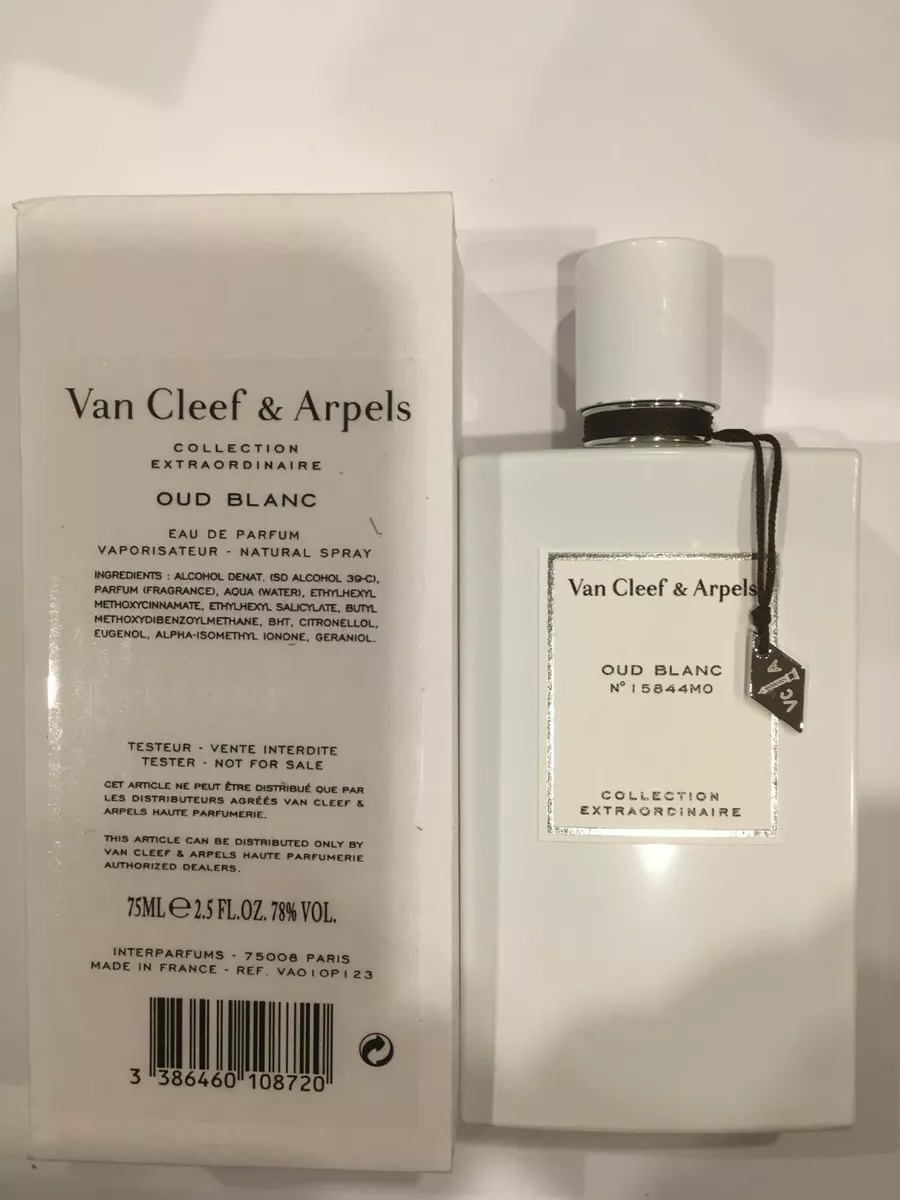 Van Cleef & Arpels
COLLECTION
EXTRAORDINAIRE
OUD BLANC
EAU DE PARFUM
VAPORISATEUR - NATURAL SPRAY
INGREDIENTS : ALCOHOL DENAT. (SD ALCOHOL 39-C),
PARFUM (FRAGRANCE), AQUA (WATER), ETHYLHEXYL
METHOXYCINNAMATE, ETHYLHEXYL SALICYLATE, BUTYL
METHOXYDIBENZOYLMETHANE, BHT, CITRONELLOL,
EUGENOL, ALPHA-ISOMETHYL IONONE, GERANIOL.
TESTEUR - VENTE INTERDITE
TESTER - NOT FOR SALE
CET ARTICLE NE PEUT ÊTRE DISTRIBUÉ QUE PAR
LES DISTRIBUTEURS AGRÉÉS VAN CLEEF &
ARPELS HAUTE PARFUMERIE.
THIS ARTICLE CAN BE DISTRIBUTED ONLY BY
VAN CLEEF & ARPELS HAUTE PARFUMERIE
AUTHORIZED DEALERS.
75ML ℮ 2.5 FL.OZ. 78% VOL.
INTERPARFUMS - 75008 PARIS
MADE IN FRANCE - REF. VA010P123
3 386460 108720
Van Cleef & Arpels
OUD BLANC
N° 15844MO
COLLECTION
EXTRAORDINAIRE
VC
A